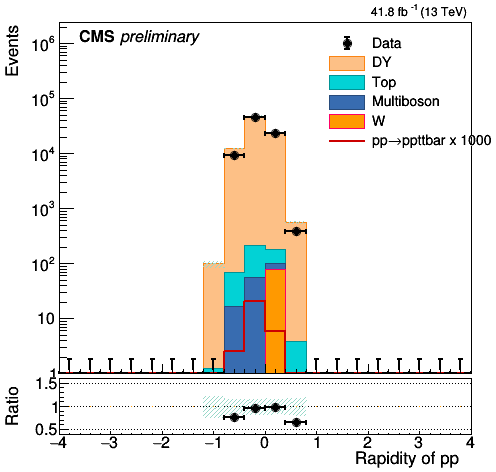 41.8 fb⁻¹ (13 TeV)
CMS preliminary
Events
10⁶
10⁵
10⁴
10³
10²
10
1
Data
DY
Top
Multiboson
W
pp→ppttbar x 1000
Ratio
1.5
1
0.5
−4 −3 −2 −1 0 1 2 3 4
Rapidity of pp